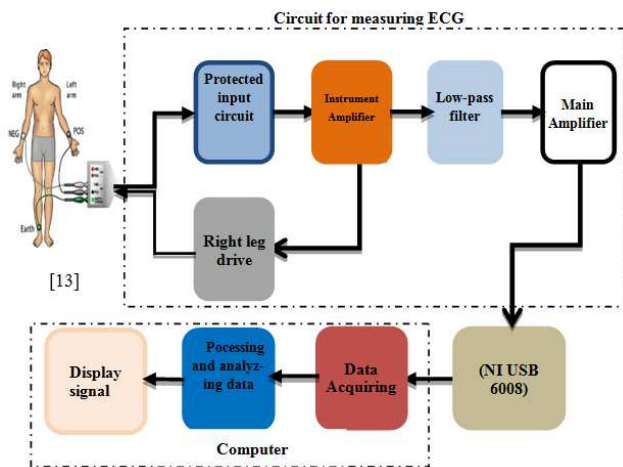 Circuit for measuring ECG
Right
arm
Left
arm
NEG
POS
Earth
[13]
Protected
input
circuit
Instrument
Amplifier
Low-pass
filter
Main
Amplifier
Right leg
drive
Display
signal
Pocessing
and analyz-
ing data
Data
Acquiring
(NI USB
6008)
Computer